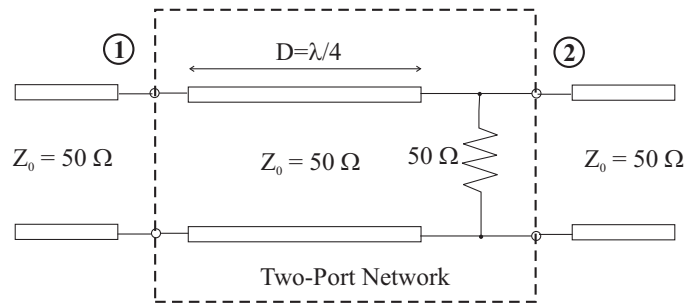 1
D=λ/4
2
Z₀ = 50 Ω
Z₀ = 50 Ω
50 Ω
Z₀ = 50 Ω
Two-Port Network